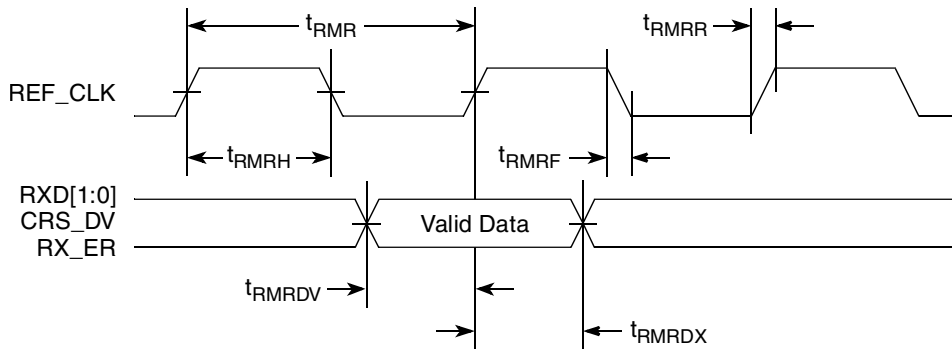 tRMR
tRMRR
REF_CLK
tRMRH
tRMRF
RXD[1:0]
CRS_DV
Valid Data
RX_ER
tRMRDV
tRMRDX